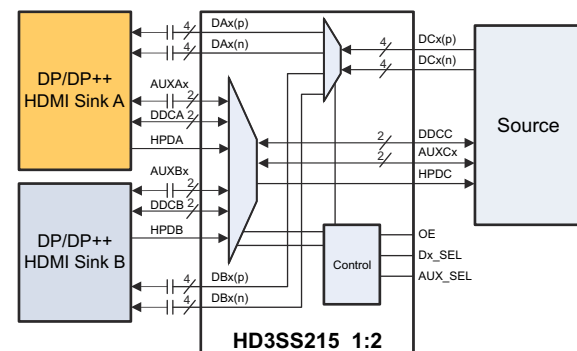 DP/DP++
HDMI Sink A
DP/DP++
HDMI Sink B
4
DAx(p)
4
DAx(n)
AUXAx
2
DDCA
2
HPDA
AUXBx
2
DDCB
2
HPDB
4
DBx(p)
4
DBx(n)
4
DCx(p)
4
DCx(n)
2
DDCC
2
AUXCx
HPDC
Source
Control
OE
Dx_SEL
AUX_SEL
HD3SS215 1:2